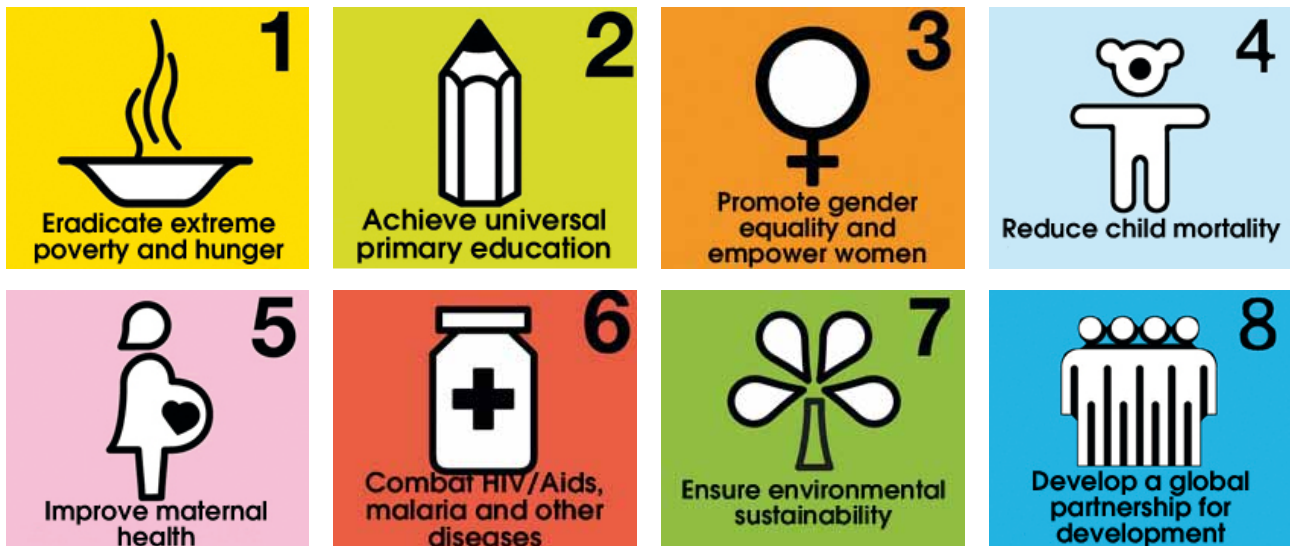 1
Eradicate extreme
poverty and hunger
2
Achieve universal
primary education
3
Promote gender
equality and
empower women
4
Reduce child mortality
5
Improve maternal
health
6
Combat HIV/Aids,
malaria and other
diseases
7
Ensure environmental
sustainability
8
Develop a global
partnership for
development